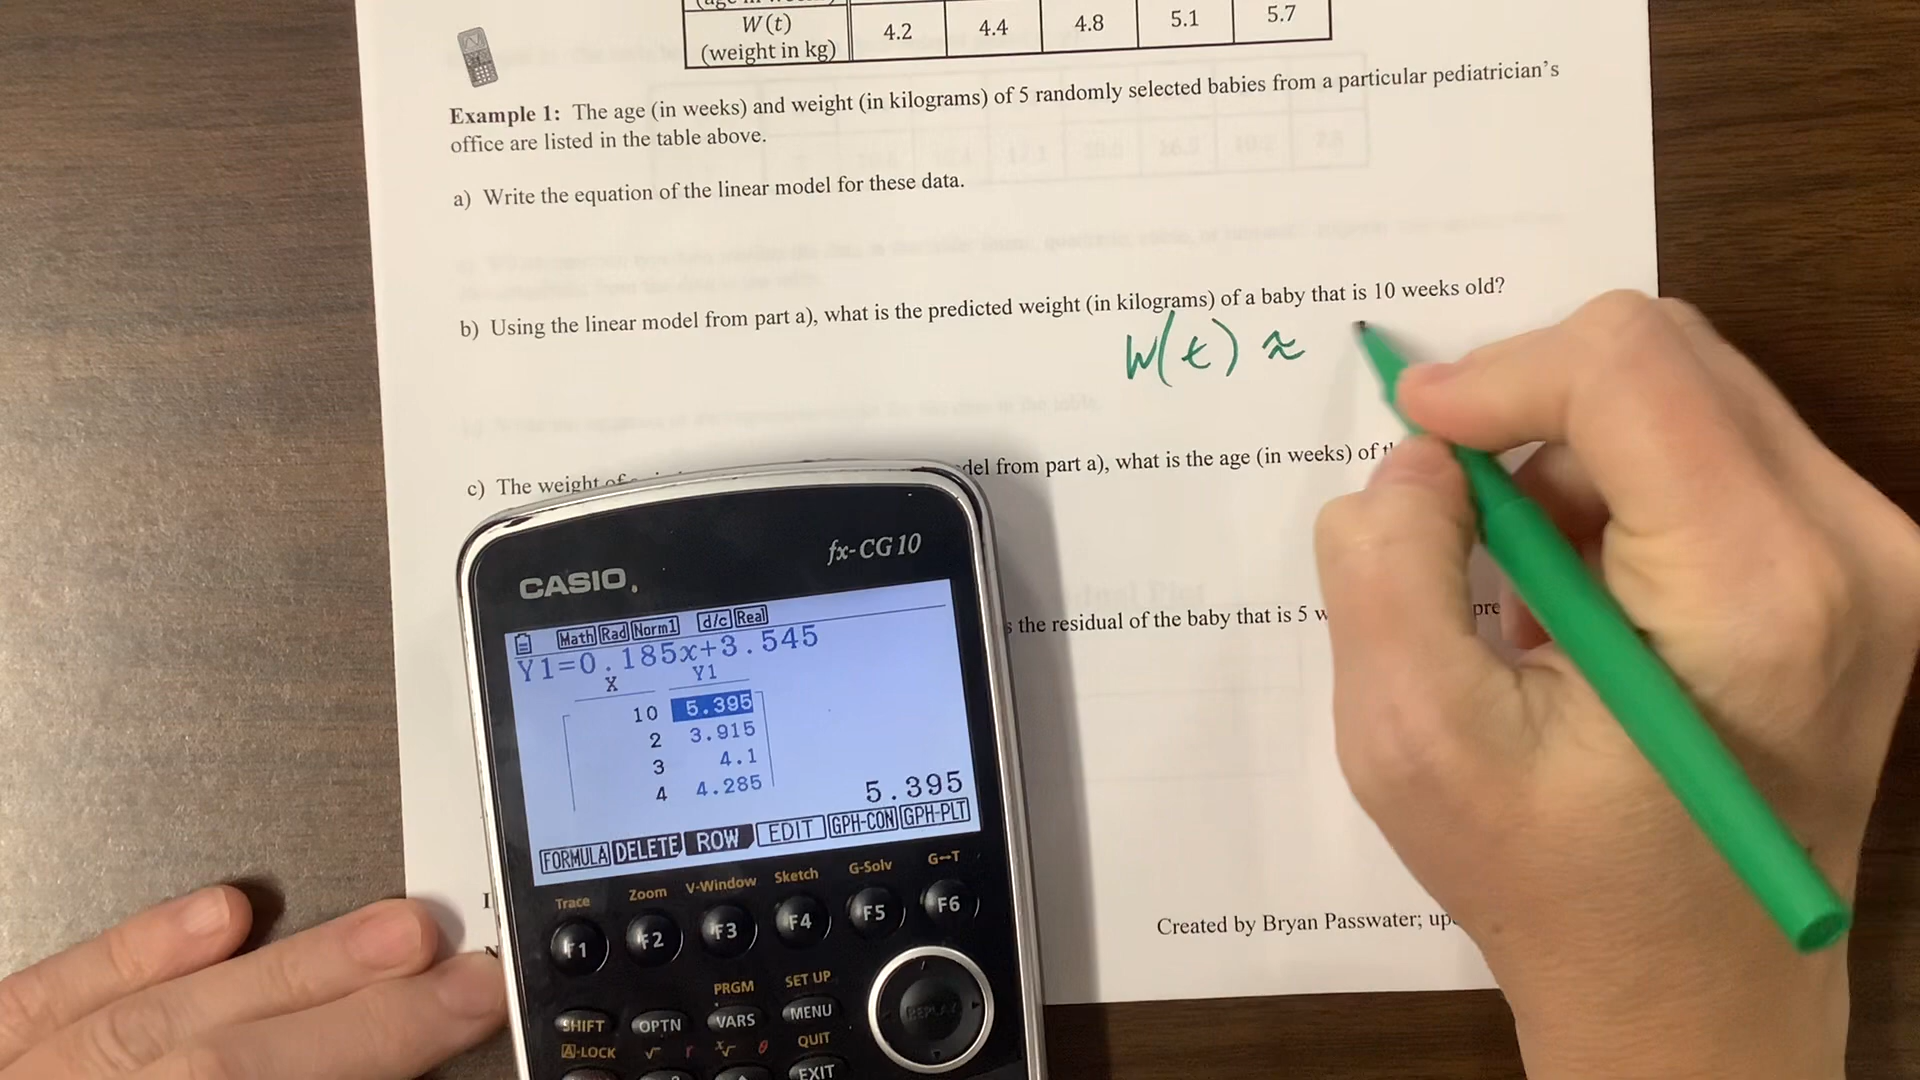 W(t) 4.2 4.4 4.8 5.1 5.7
(weight in kg)
Example 1: The age (in weeks) and weight (in kilograms) of 5 randomly selected babies from a particular pediatrician's
office are listed in the table above.
a) Write the equation of the linear model for these data.
b) Using the linear model from part a), what is the predicted weight (in kilograms) of a baby that is 10 weeks old?
W(t) ≈
c) The weight of
from part a), what is the age (in weeks) of
the residual of the baby that is 5
Created by Bryan Passwater;
CASIO. fx-CG10
Math Rad Norm1 d/c Real
Y1=0.185x+3.545
X Y1
10 5.395
2 3.915
3 4.1
4 4.285
5.395
FORMULA DELETE ROW EDIT GPH-CON GPH-PLT
Trace Zoom V-Window Sketch G-Solv G↔T
F1 F2 F3 F4 F5 F6
PRGM SET UP
SHIFT OPTN VARS MENU REPLAY
A-LOCK √ r θ QUIT
EXIT